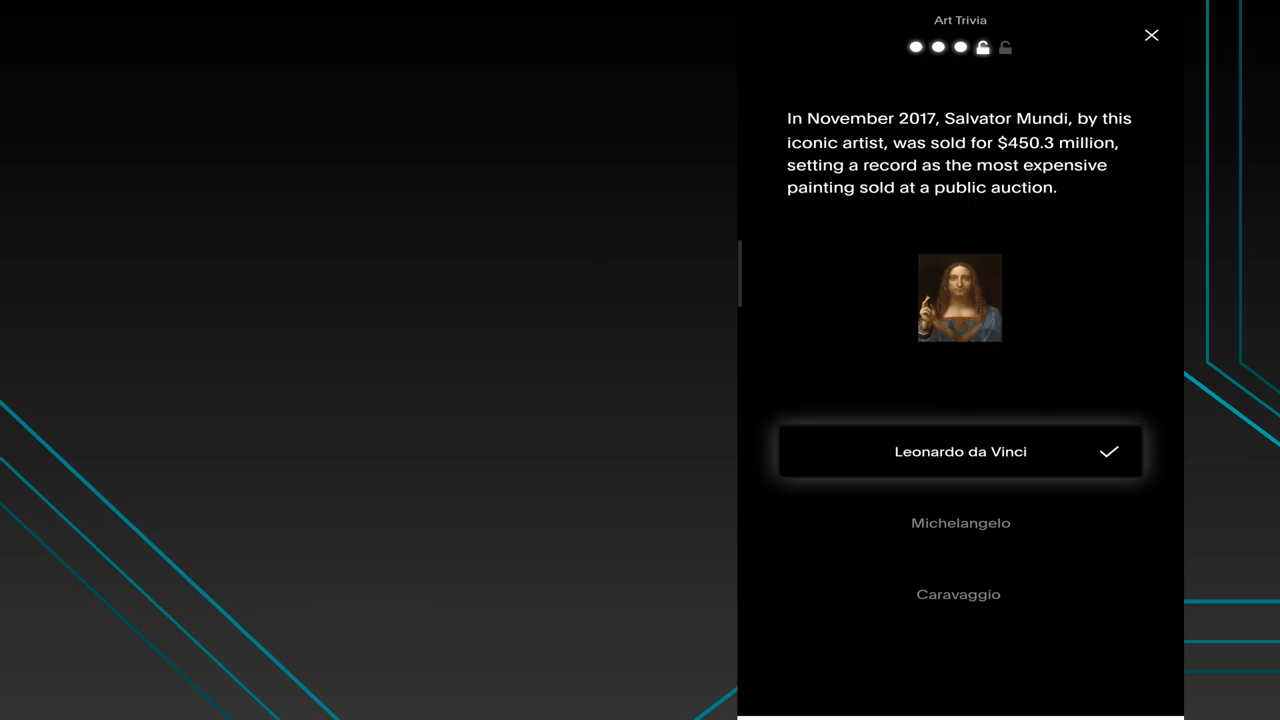 Art Trivia
In November 2017, Salvator Mundi, by this
iconic artist, was sold for $450.3 million,
setting a record as the most expensive
painting sold at a public auction.
Leonardo da Vinci
Michelangelo
Caravaggio